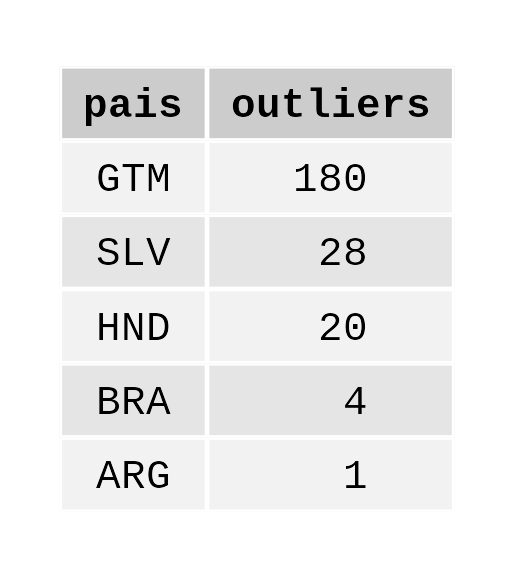 pais outliers
GTM 180
SLV 28
HND 20
BRA 4
ARG 1